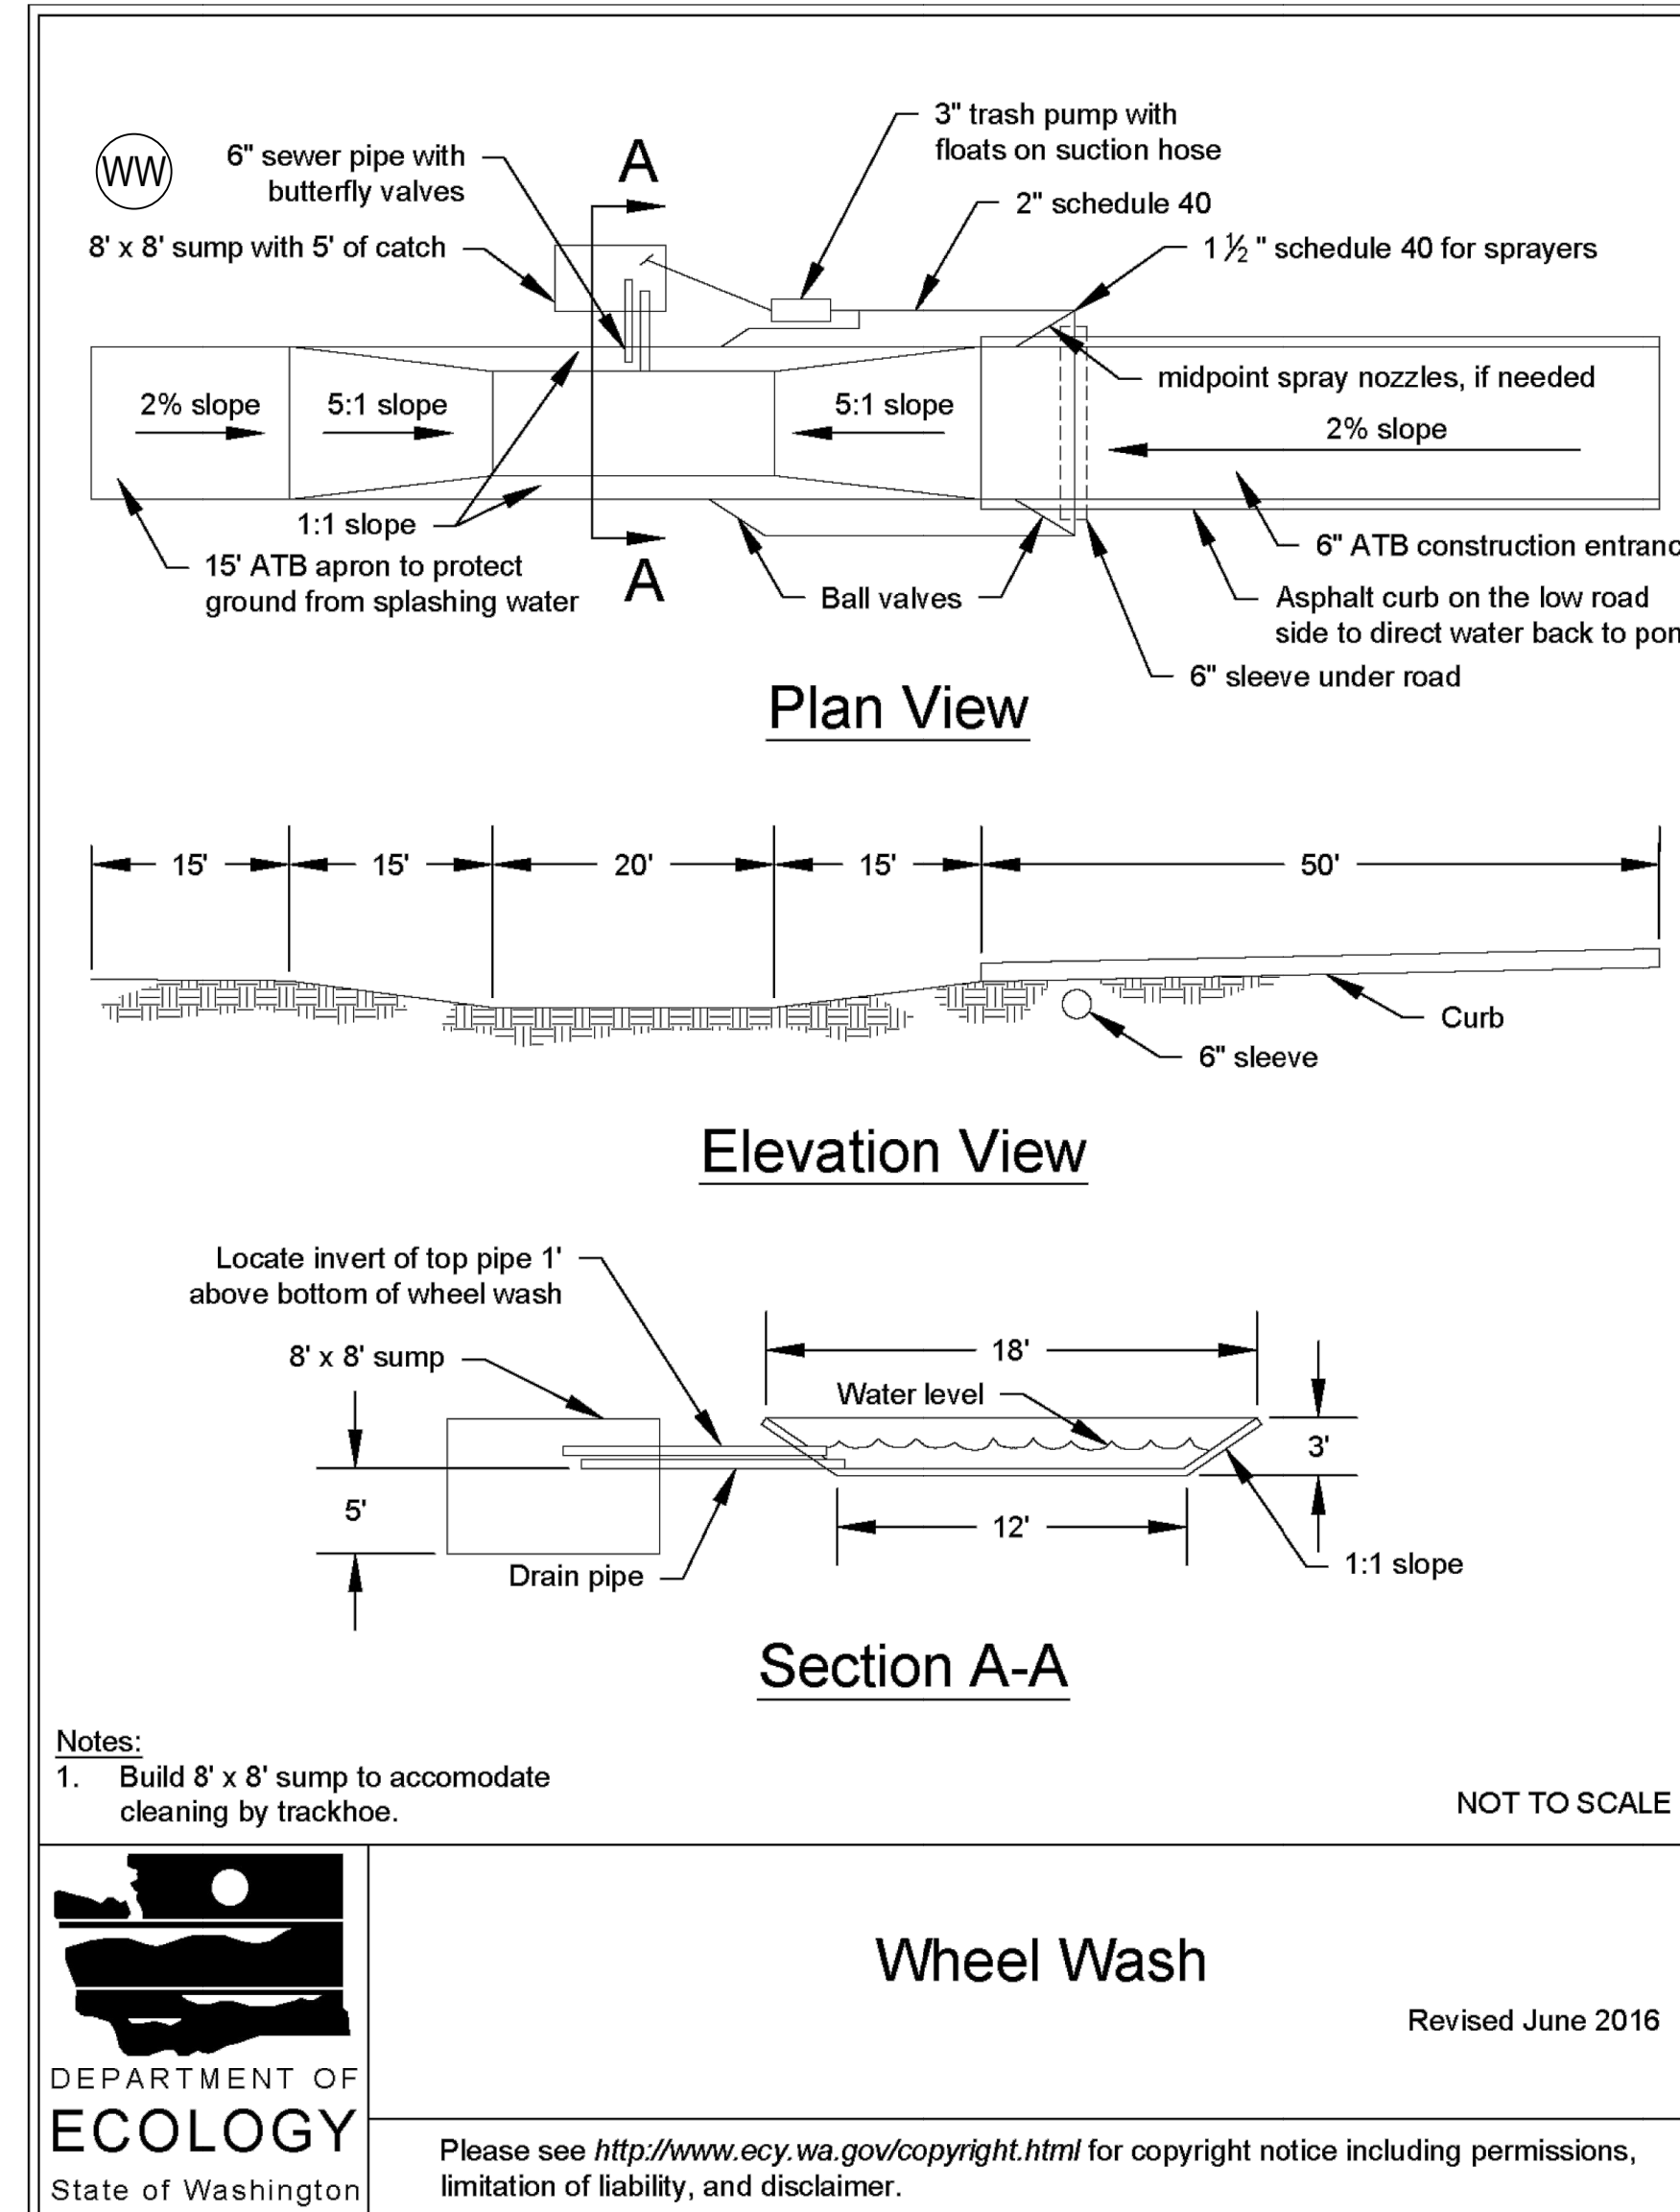 WW
6" sewer pipe with
butterfly valves
8' x 8' sump with 5' of catch
A
3" trash pump with
floats on suction hose
2" schedule 40
1 ½ " schedule 40 for sprayers
midpoint spray nozzles, if needed
2% slope
5:1 slope
5:1 slope
2% slope
1:1 slope
15' ATB apron to protect
ground from splashing water
A
Ball valves
6" ATB construction entranc
Asphalt curb on the low road
side to direct water back to pon
6" sleeve under road
Plan View
15'
15'
20'
15'
50'
Curb
6" sleeve
Elevation View
Locate invert of top pipe 1'
above bottom of wheel wash
8' x 8' sump
18'
Water level
3'
5'
12'
Drain pipe
1:1 slope
Section A-A
Notes:
1. Build 8' x 8' sump to accomodate
cleaning by trackhoe.
NOT TO SCALE
DEPARTMENT OF
ECOLOGY
State of Washington
Wheel Wash
Revised June 2016
Please see http://www.ecy.wa.gov/copyright.html for copyright notice including permissions,
limitation of liability, and disclaimer.